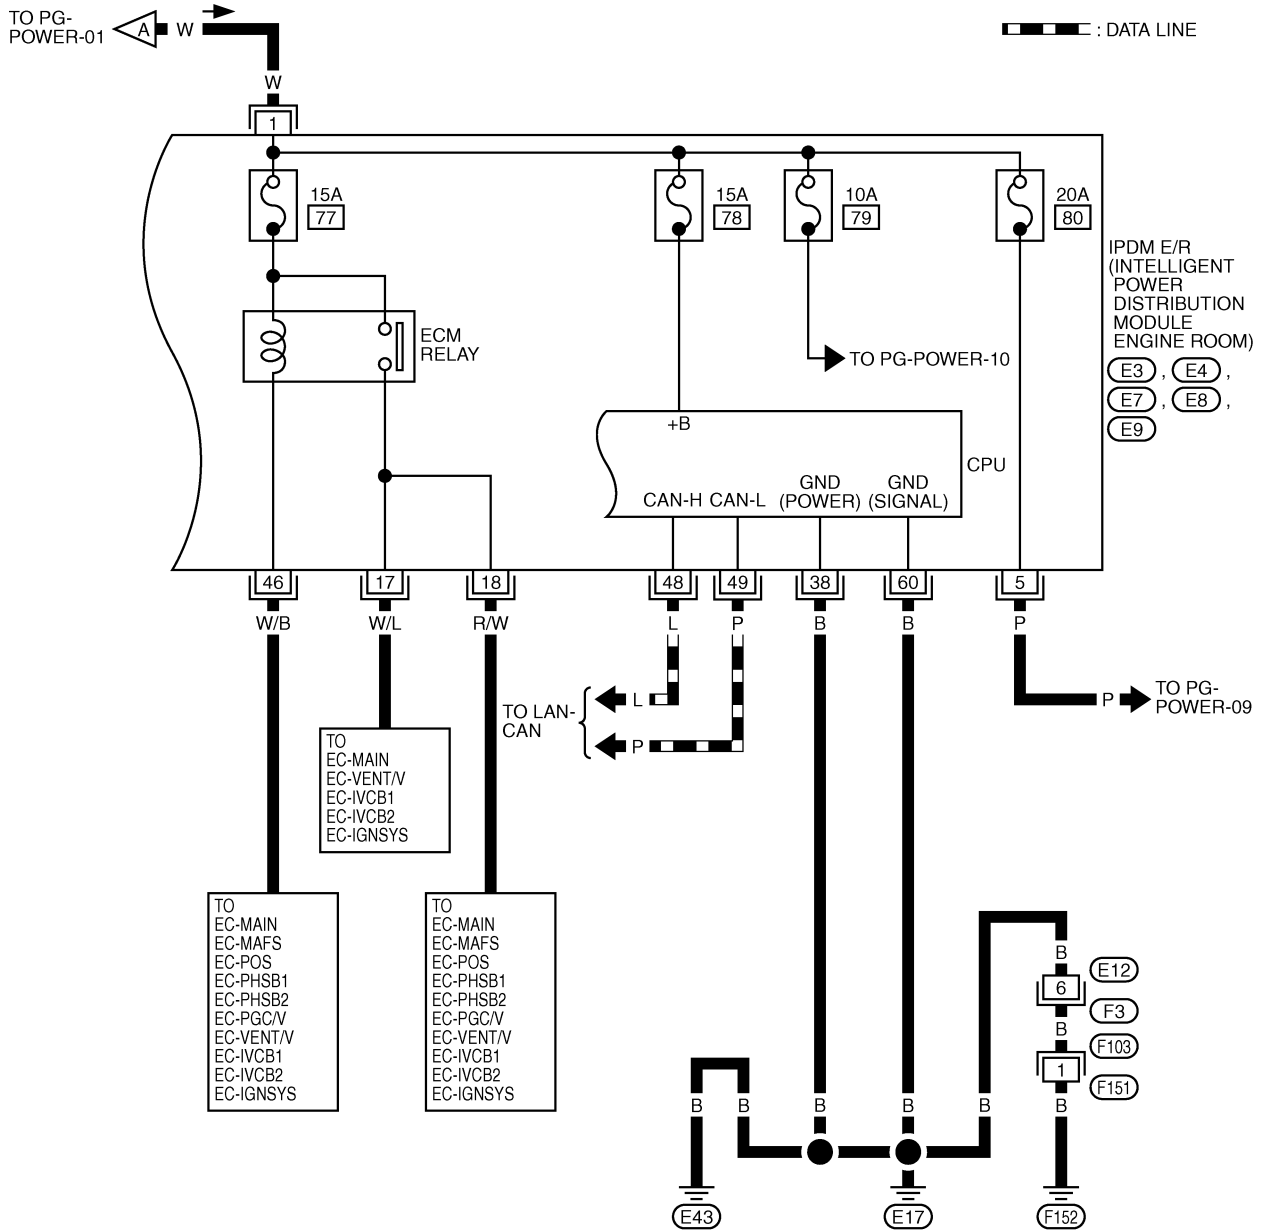 TO PG-
POWER-01
A
W
: DATA LINE
W
1
15A
77
15A
78
10A
79
20A
80
IPDM E/R
(INTELLIGENT
POWER
DISTRIBUTION
MODULE
ENGINE ROOM)
E3 , E4 ,
E7 , E8 ,
E9
ECM
RELAY
TO PG-POWER-10
+B
CPU
CAN-H CAN-L
GND
(POWER)
GND
(SIGNAL)
46 17 18 48 49 38 60 5
W/B W/L R/W L P B B P
TO LAN-
CAN
L
P
P
TO PG-
POWER-09
TO
EC-MAIN
EC-VENT/V
EC-IVCB1
EC-IVCB2
EC-IGNSYS
TO
EC-MAIN
EC-MAFS
EC-POS
EC-PHSB1
EC-PHSB2
EC-PGC/V
EC-VENT/V
EC-IVCB1
EC-IVCB2
EC-IGNSYS
TO
EC-MAIN
EC-MAFS
EC-POS
EC-PHSB1
EC-PHSB2
EC-PGC/V
EC-VENT/V
EC-IVCB1
EC-IVCB2
EC-IGNSYS
B
6
E12
F3
B
F103
1
F151
B B B B B B
E43 E17 F152